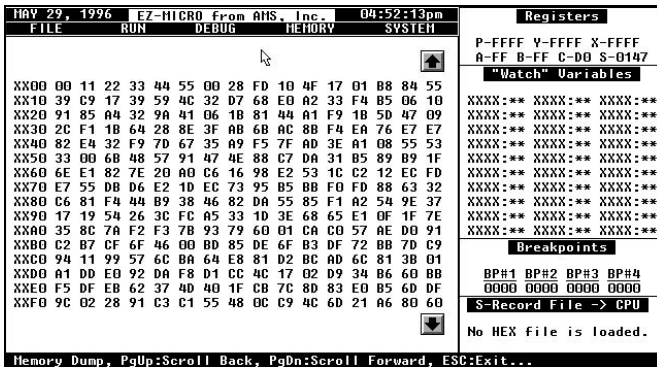 MAY 29, 1996 EZ-MICRO from AMS, Inc. 04:52:13pm
FILE RUN DEBUG MEMORY SYSTEM
XX00 00 11 22 33 44 55 00 28 FD 10 4F 17 01 B8 84 55
XX10 39 C9 17 39 59 4C 32 D7 68 E0 A2 33 F4 B5 06 10
XX20 91 85 A4 32 9A 41 06 1B 81 44 A1 F9 1B 5D 47 09
XX30 2C F1 1B 64 28 8E 3F AB 6B AC 8B F4 EA 76 E7 E7
XX40 82 E4 32 F9 7D 67 35 A9 F5 7F AD 3E A1 08 55 53
XX50 33 00 6B 48 57 91 47 4E 88 C7 DA 31 B5 89 B9 1F
XX60 6E E1 82 7E 20 A0 C6 16 98 E2 53 1C C2 12 EC FD
XX70 E7 55 DB D6 E2 1D EC 73 95 B5 BB F0 FD 88 63 32
XX80 C6 81 F4 44 B9 38 46 82 DA 55 85 F1 A2 54 9E 37
XX90 17 19 54 26 3C FC A5 33 1D 3E 68 65 E1 0F 1F 7E
XXA0 35 8C 7A F2 F3 7B 93 79 60 01 CA C0 57 AE D0 91
XXB0 C2 B7 CF 6F 46 00 BD 85 DE 6F B3 DF 72 BB 7D C9
XXC0 94 11 99 57 6C BA 64 E8 81 D2 BC AD 6C 81 3B 01
XXD0 A1 DD E0 92 DA F8 D1 CC 4C 17 02 D9 34 B6 60 BB
XXE0 F5 DF EB 62 37 4D 40 1F CB 7C 8D 83 E0 B5 6D DF
XXF0 9C 02 28 91 C3 C1 55 48 0C C9 4C 6D 21 A6 80 60
Memory Dump, PgUp:Scroll Back, PgDn:Scroll Forward, ESC:Exit...
Registers
P-FFFF Y-FFFF X-FFFF
A-FF B-FF C-D0 S-0147
"Watch" Variables
XXXX:** XXXX:** XXXX:**
XXXX:** XXXX:** XXXX:**
XXXX:** XXXX:** XXXX:**
XXXX:** XXXX:** XXXX:**
XXXX:** XXXX:** XXXX:**
XXXX:** XXXX:** XXXX:**
XXXX:** XXXX:** XXXX:**
XXXX:** XXXX:** XXXX:**
XXXX:** XXXX:** XXXX:**
XXXX:** XXXX:** XXXX:**
Breakpoints
BP#1 BP#2 BP#3 BP#4
0000 0000 0000 0000
S-Record File -> CPU
No HEX file is loaded.